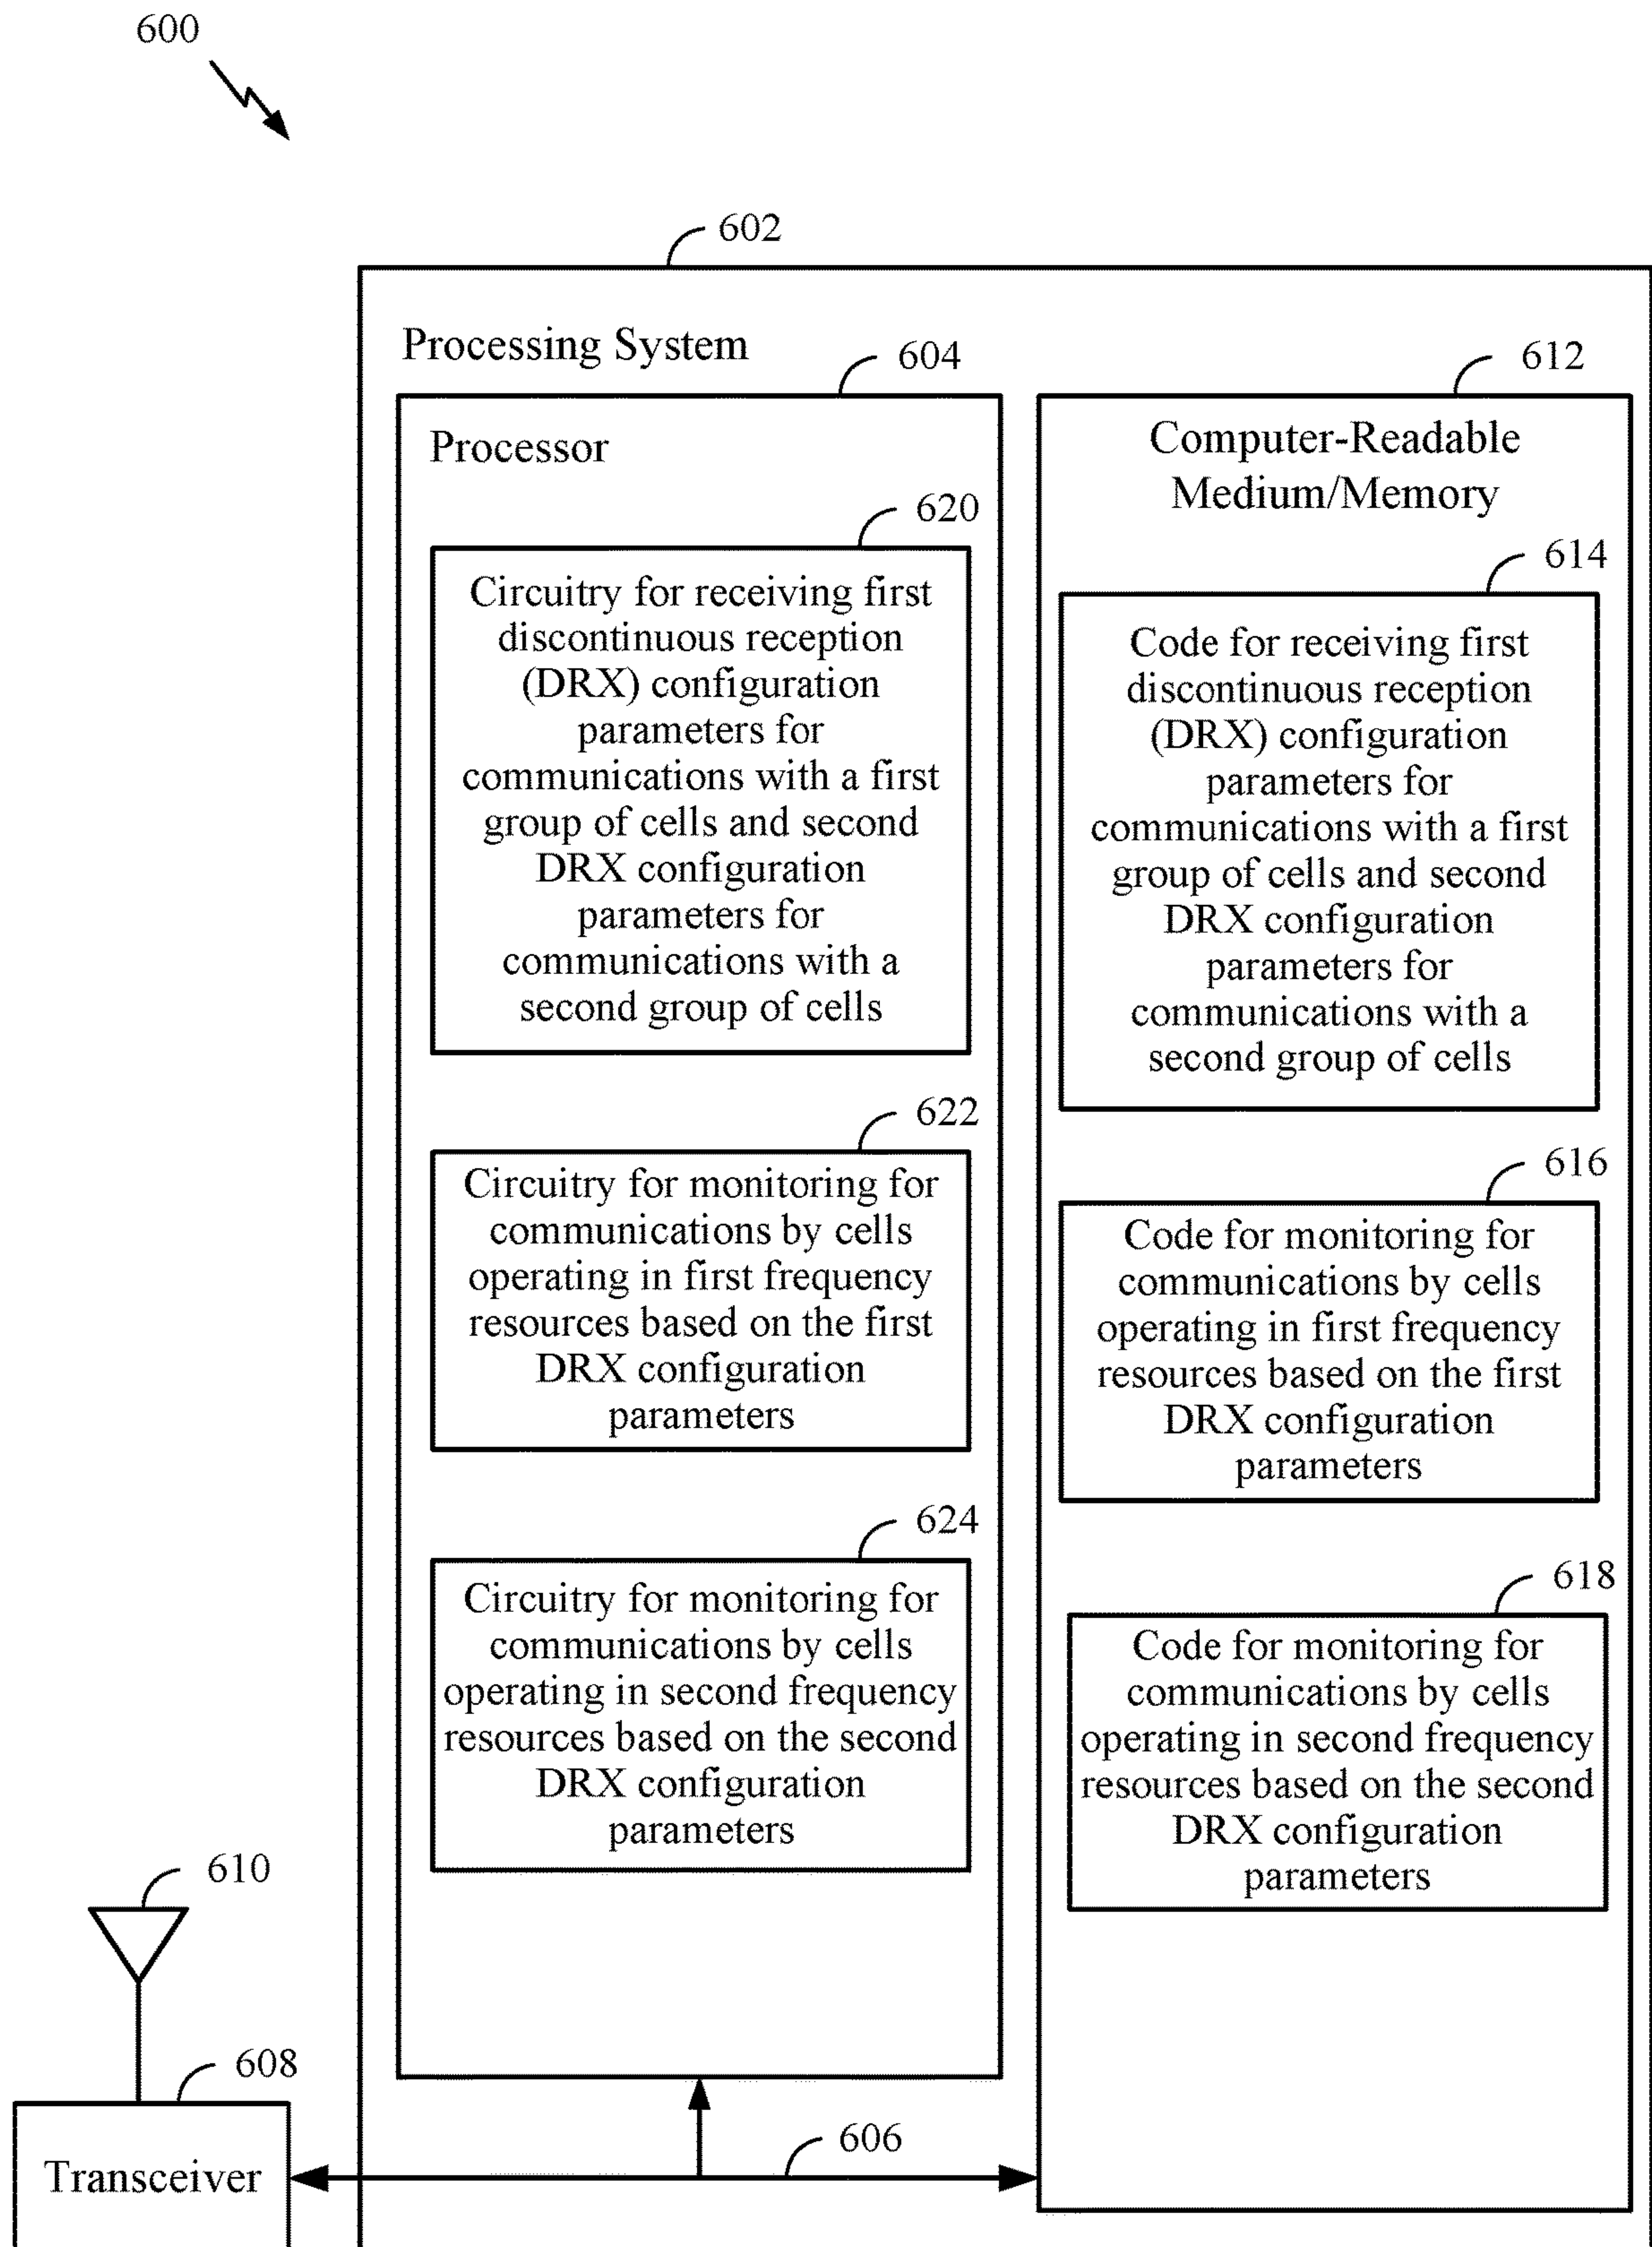 600
602
Processing System
604
Processor
620
Circuitry for receiving first
discontinuous reception
(DRX) configuration
parameters for
communications with a first
group of cells and second
DRX configuration
parameters for
communications with a
second group of cells
622
Circuitry for monitoring for
communications by cells
operating in first frequency
resources based on the first
DRX configuration
parameters
624
Circuitry for monitoring for
communications by cells
operating in second frequency
resources based on the second
DRX configuration
parameters
612
Computer-Readable
Medium/Memory
614
Code for receiving first
discontinuous reception
(DRX) configuration
parameters for
communications with a first
group of cells and second
DRX configuration
parameters for
communications with a
second group of cells
616
Code for monitoring for
communications by cells
operating in first frequency
resources based on the first
DRX configuration
parameters
618
Code for monitoring for
communications by cells
operating in second frequency
resources based on the second
DRX configuration
parameters
610
608
Transceiver
606